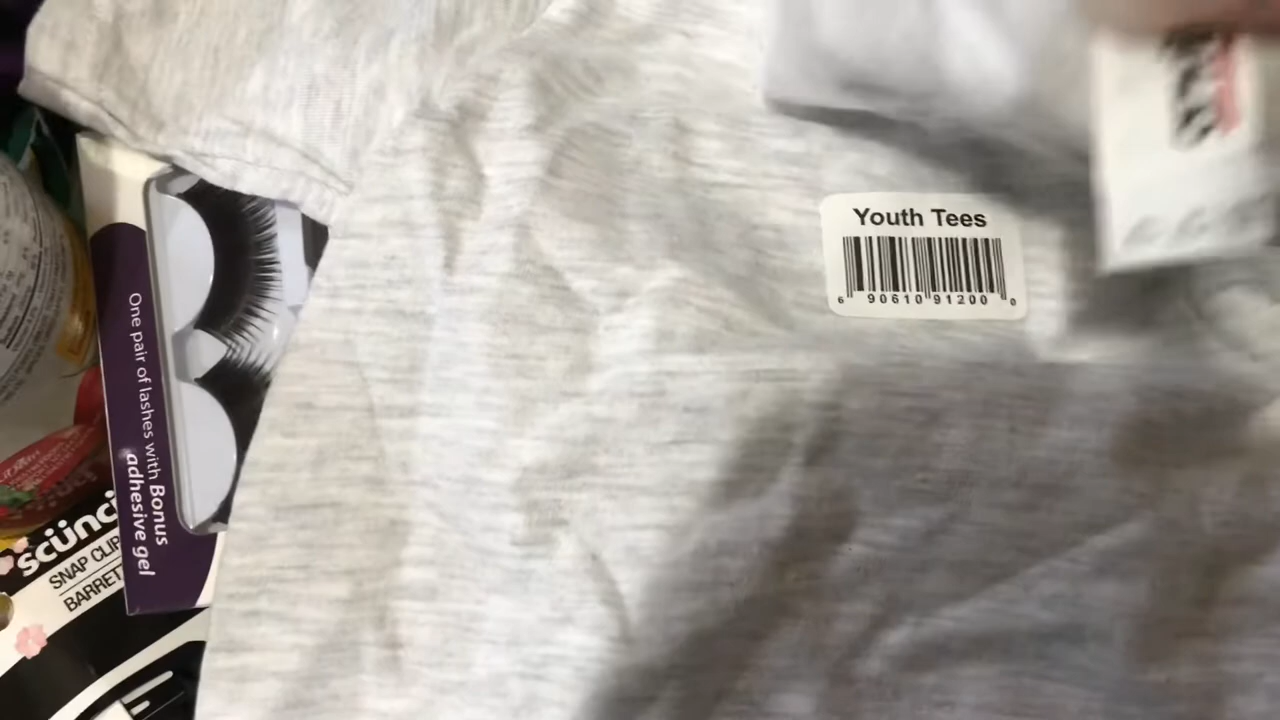 Youth Tees
6 90610 91200 0
One pair of lashes with Bonus
adhesive gel
scünci
SNAP CLIP
BARRET